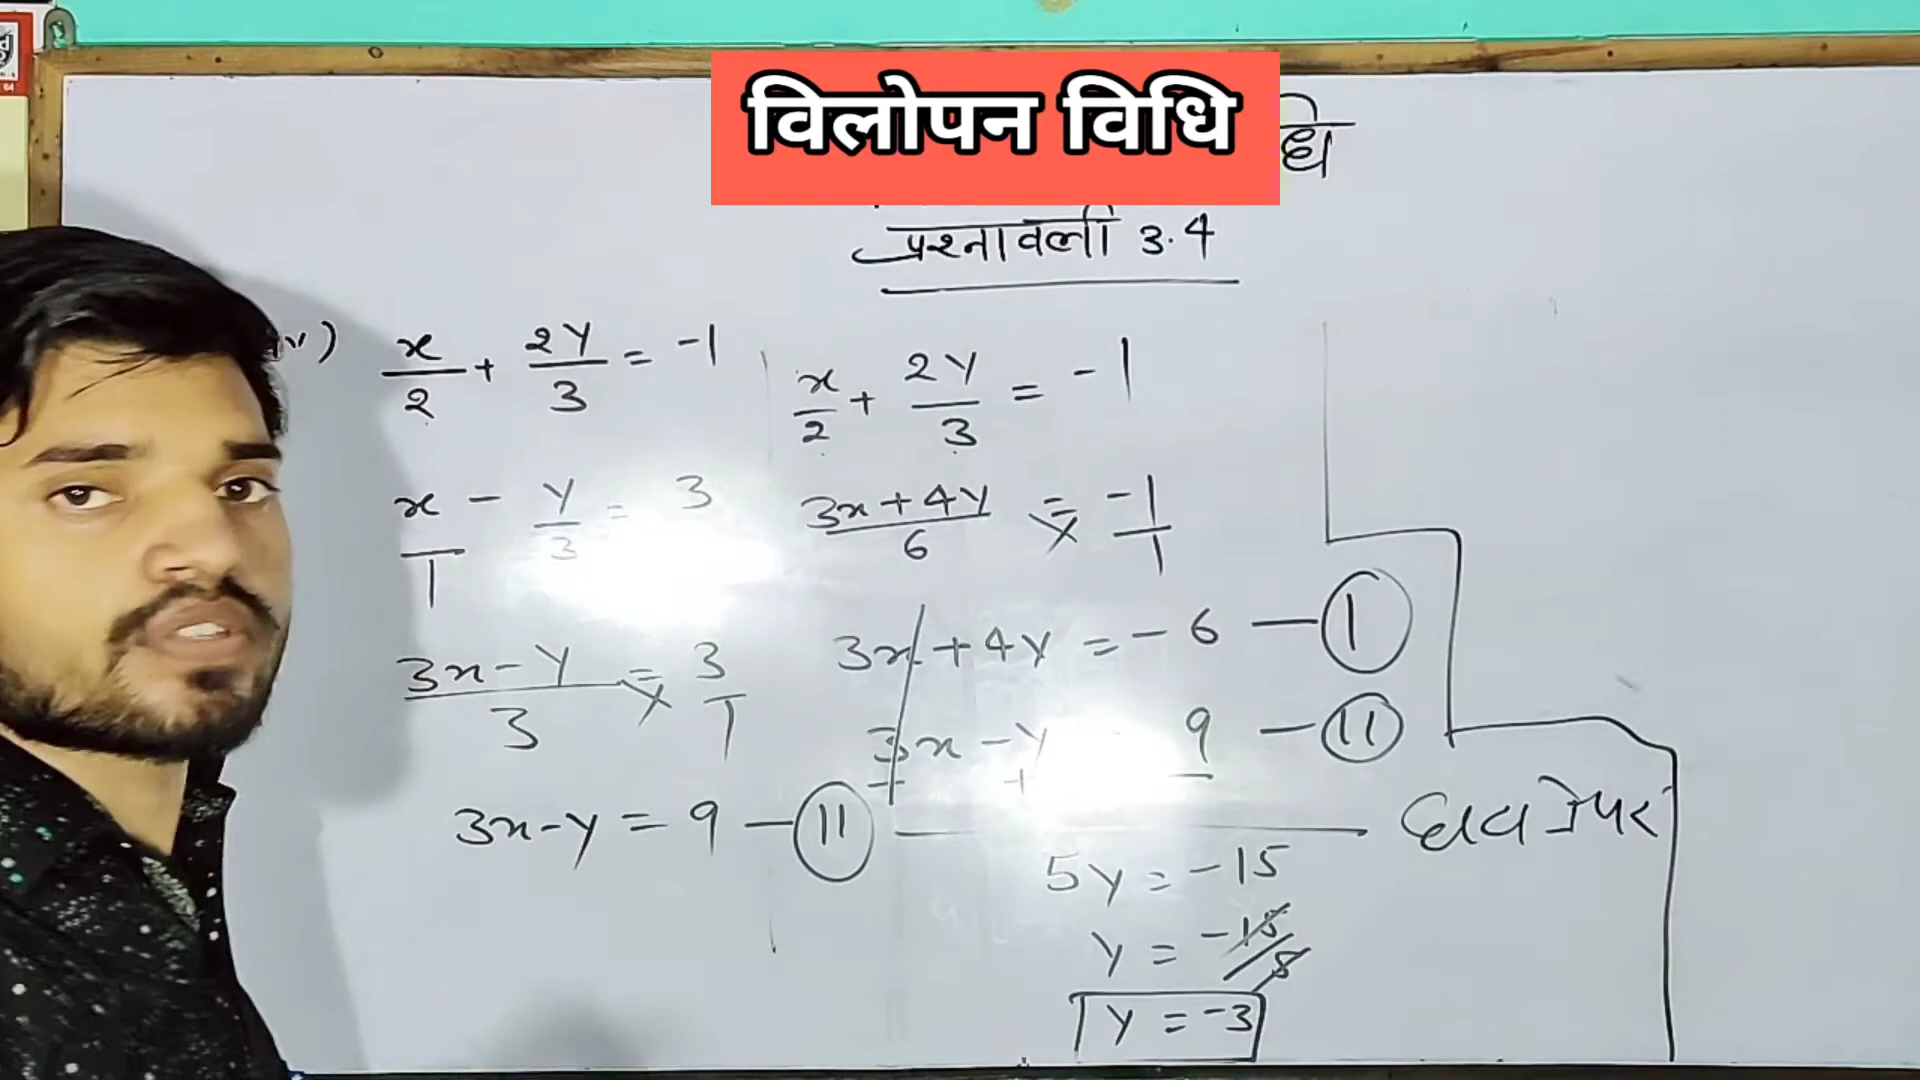 विलोपन विधि
धि
प्रश्नावली 3.4
iv) x/2 + 2y/3 = -1
x/1 - y/3 = 3
(3x-y)/3 = 3/1
3x-y = 9 — (11)
x/2 + 2y/3 = -1
(3x+4y)/6 = -1/1
3x+4y = -6 — (1)
3x-y 9 — (11)
- +
-
5y = -15
y = -15/5
y = -3